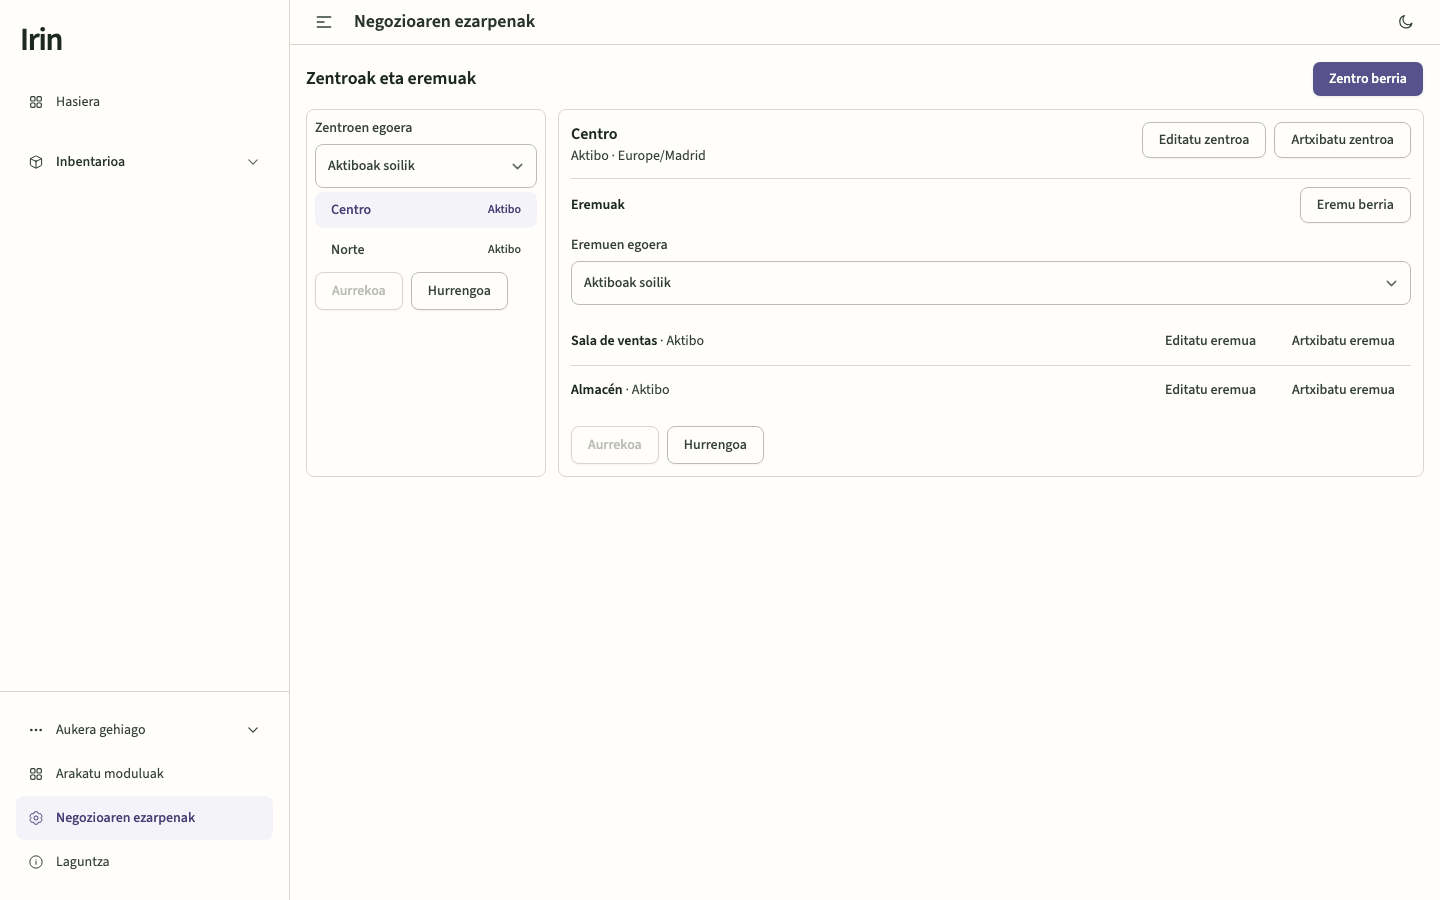 Irin
Hasiera
Inbentarioa
Aukera gehiago
Arakatu moduluak
Negozioaren ezarpenak
Laguntza
Negozioaren ezarpenak
Zentroak eta eremuak
Zentro berria
Zentroen egoera
Aktiboak soilik
Centro Aktibo
Norte Aktibo
Aurrekoa Hurrengoa
Centro
Aktibo · Europe/Madrid
Editatu zentroa Artxibatu zentroa
Eremuak Eremu berria
Eremuen egoera
Aktiboak soilik
Sala de ventas · Aktibo Editatu eremua Artxibatu eremua
Almacén · Aktibo Editatu eremua Artxibatu eremua
Aurrekoa Hurrengoa